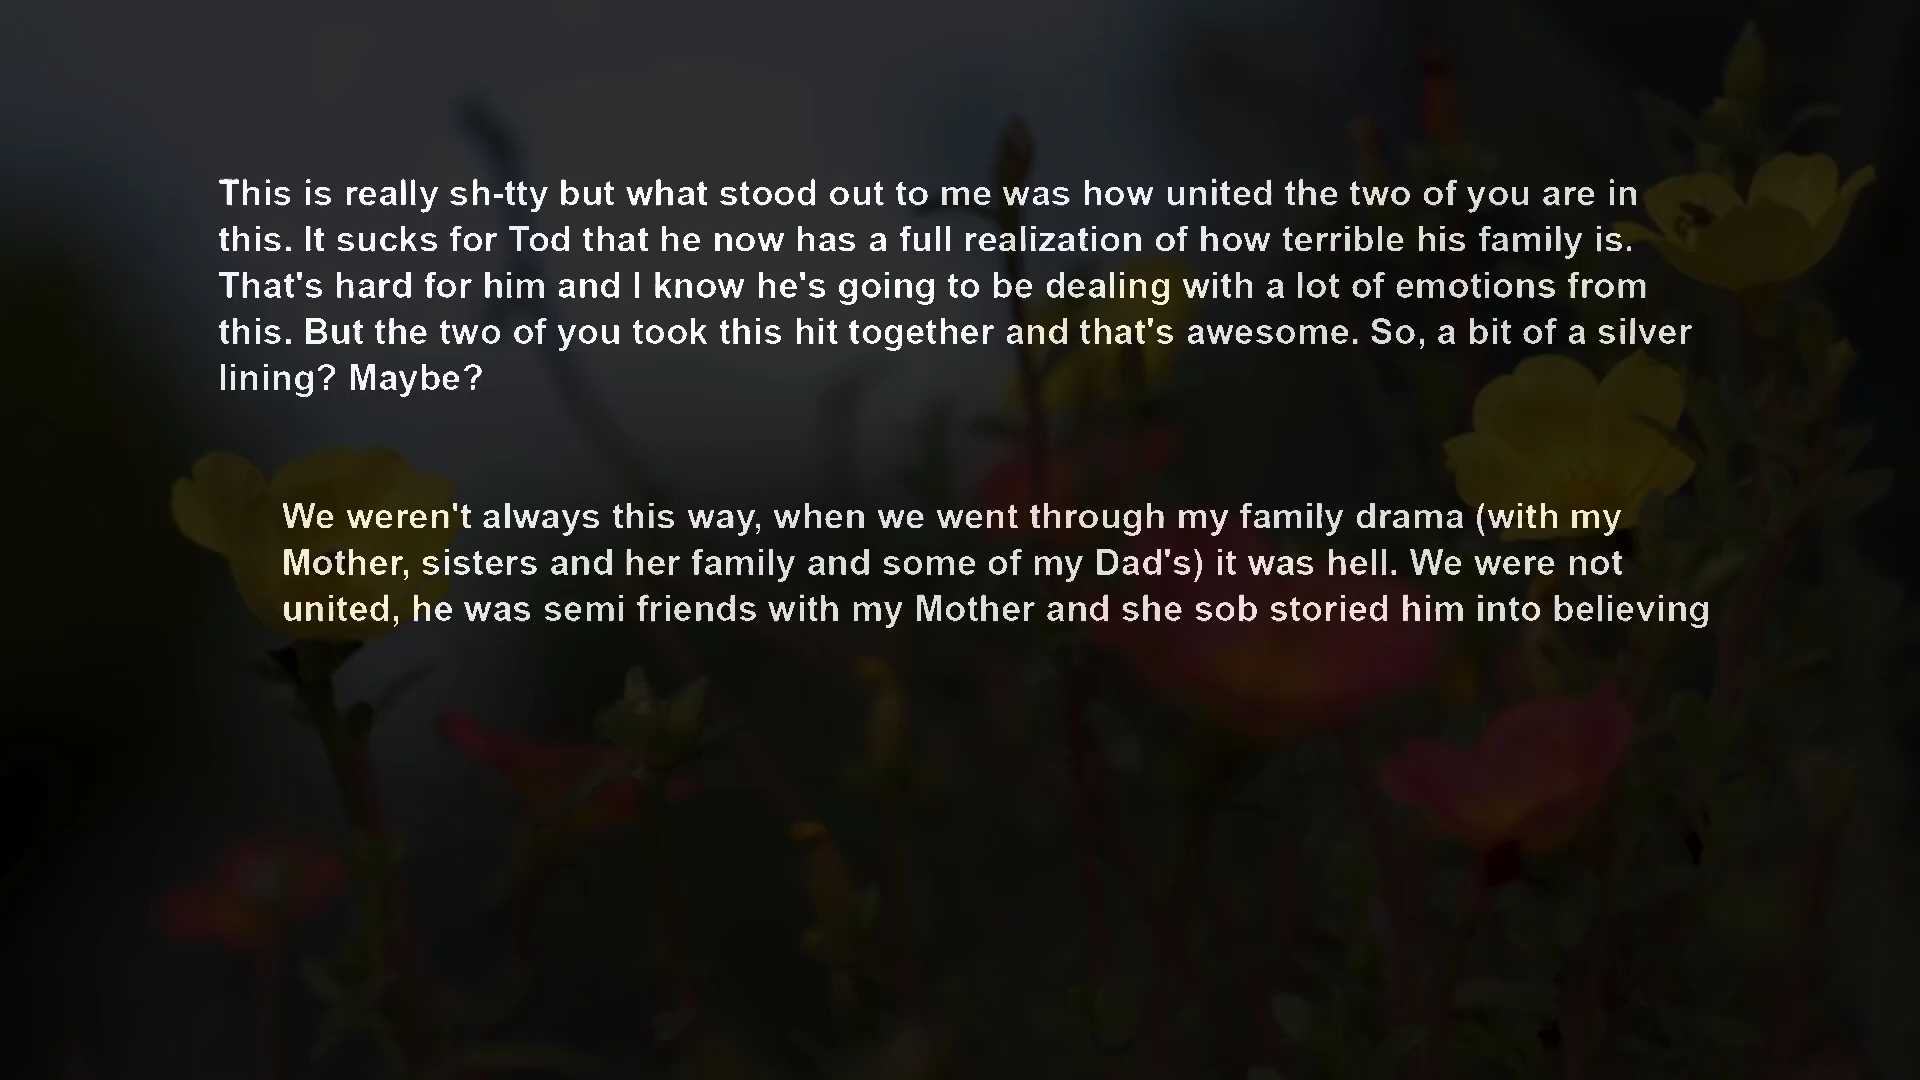 This is really sh-tty but what stood out to me was how united the two of you are in
this. It sucks for Tod that he now has a full realization of how terrible his family is.
That's hard for him and I know he's going to be dealing with a lot of emotions from
this. But the two of you took this hit together and that's awesome. So, a bit of a silver
lining? Maybe?
We weren't always this way, when we went through my family drama (with my
Mother, sisters and her family and some of my Dad's) it was hell. We were not
united, he was semi friends with my Mother and she sob storied him into believing